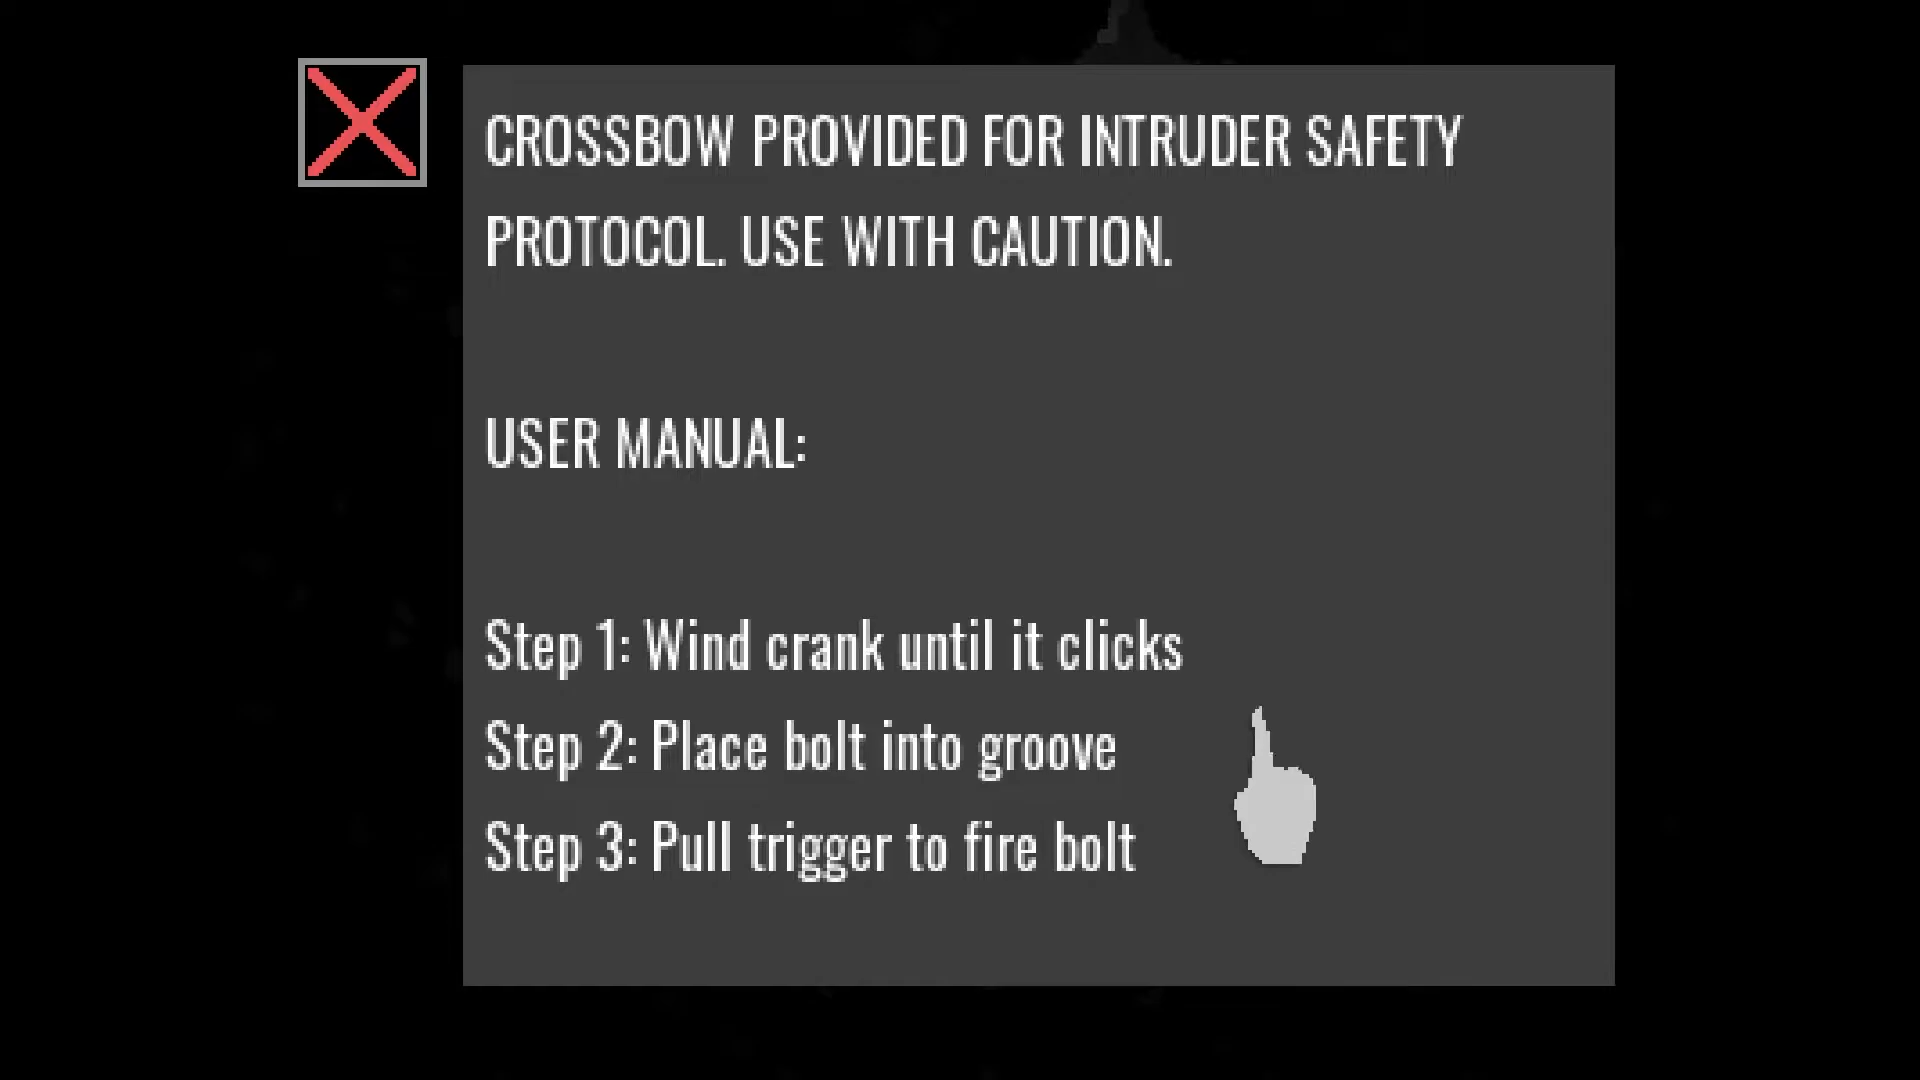 CROSSBOW PROVIDED FOR INTRUDER SAFETY
PROTOCOL. USE WITH CAUTION.
USER MANUAL:
Step 1: Wind crank until it clicks
Step 2: Place bolt into groove
Step 3: Pull trigger to fire bolt